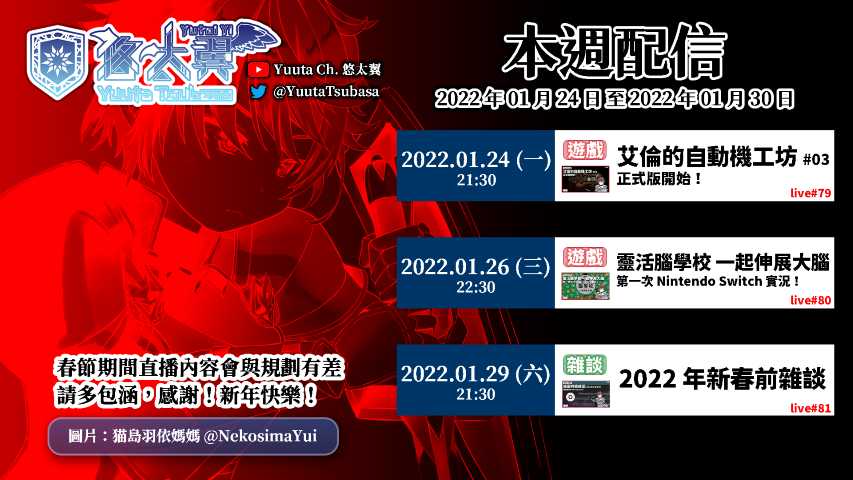 Yuutai Yi
悠太翼
Yuuta Tsubasa
Yuuta Ch. 悠太翼
@YuutaTsubasa
本週配信
2022年01月24日至2022年01月30日
2022.01.24 (一)
21:30
遊戲
艾倫的自動機工坊 #03
正式版開始！
live#79
2022.01.26 (三)
22:30
遊戲
靈活腦學校 一起伸展大腦
第一次 Nintendo Switch 實況！
live#80
2022.01.29 (六)
21:30
雜談
2022 年新春前雜談
live#81
春節期間直播內容會與規劃有差
請多包涵，感謝！新年快樂！
圖片：猫島羽依媽媽 @NekosimaYui